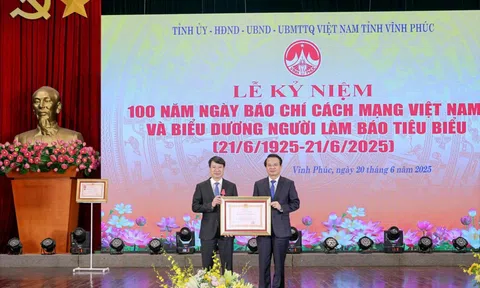 TỈNH ỦY - HĐND - UBND - UBMTTQ VIỆT NAM TỈNH VĨNH PHÚC
LỄ KỶ NIỆM
100 NĂM NGÀY BÁO CHÍ CÁCH MẠNG VIỆT NAM
VÀ BIỂU DƯƠNG NGƯỜI LÀM BÁO TIÊU BIỂU
(21/6/1925-21/6/2025)
Vĩnh Phúc, ngày 20 tháng 6 năm 2025